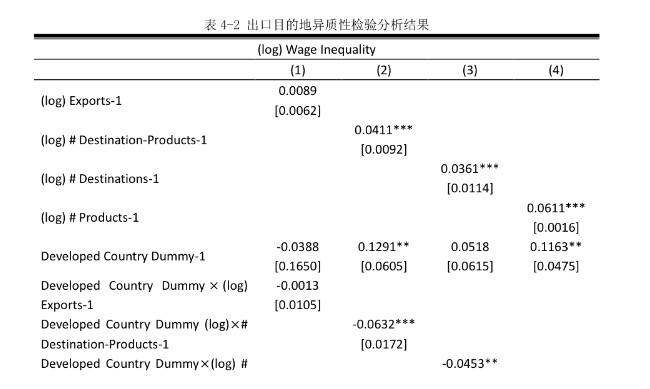 表 4-2 出口目的地异质性检验分析结果
(log) Wage Inequality
(1) (2) (3) (4)
(log) Exports-1 0.0089
[0.0062]
(log) # Destination-Products-1 0.0411***
[0.0092]
(log) # Destinations-1 0.0361***
[0.0114]
(log) # Products-1 0.0611***
[0.0016]
Developed Country Dummy-1 -0.0388 0.1291** 0.0518 0.1163**
[0.1650] [0.0605] [0.0615] [0.0475]
Developed Country Dummy × (log) -0.0013
Exports-1 [0.0105]
Developed Country Dummy (log)×# -0.0632***
Destination-Products-1 [0.0172]
Developed Country Dummy×(log) # -0.0453**